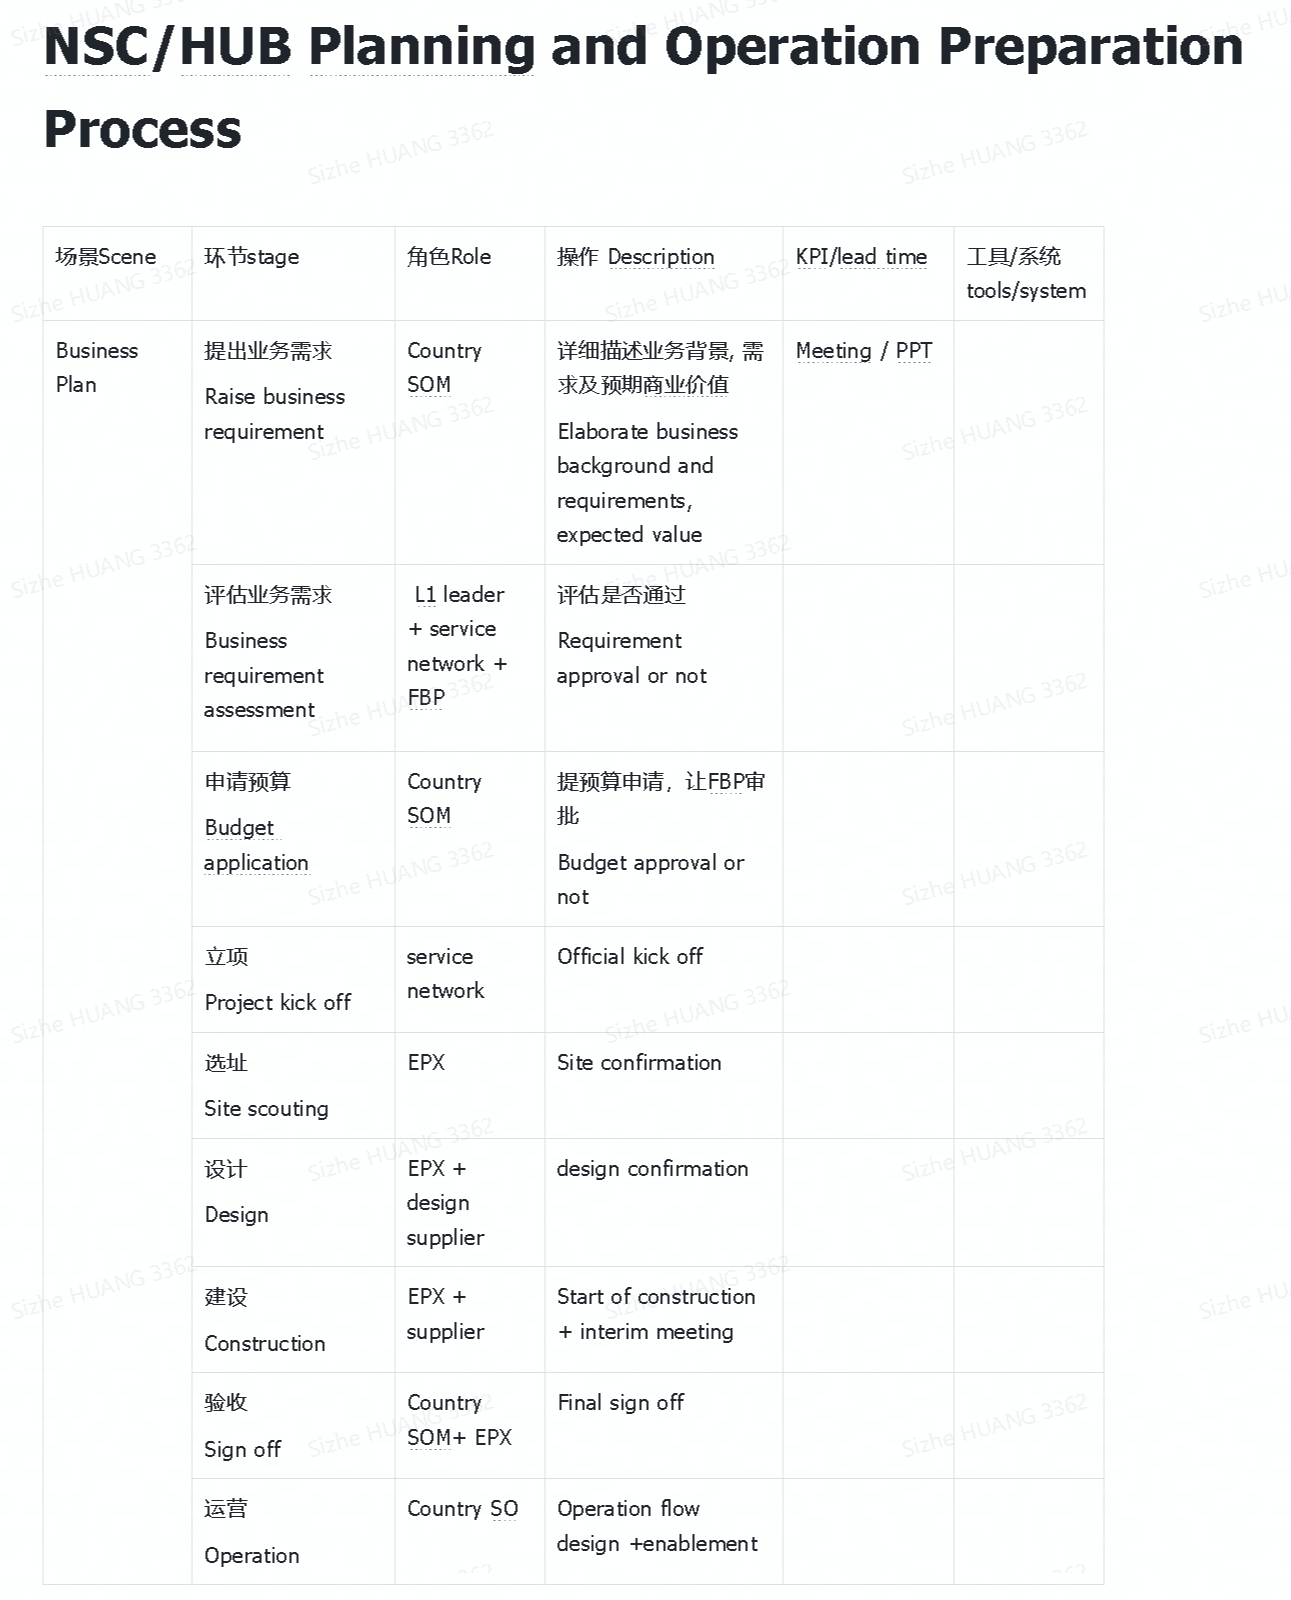 NSC/HUB Planning and Operation Preparation
Process
场景Scene
环节stage
角色Role
操作 Description
KPI/lead time
工具/系统
tools/system
Business
Plan
提出业务需求
Raise business
requirement
Country
SOM
详细描述业务背景, 需
求及预期商业价值
Elaborate business
background and
requirements,
expected value
Meeting / PPT
评估业务需求
Business
requirement
assessment
L1 leader
+ service
network +
FBP
评估是否通过
Requirement
approval or not
申请预算
Budget
application
Country
SOM
提预算申请，让FBP审
批
Budget approval or
not
立项
Project kick off
service
network
Official kick off
选址
Site scouting
EPX
Site confirmation
设计
Design
EPX +
design
supplier
design confirmation
建设
Construction
EPX +
supplier
Start of construction
+ interim meeting
验收
Sign off
Country
SOM+ EPX
Final sign off
运营
Operation
Country SO
Operation flow
design +enablement
Sizhe HUANG 3362